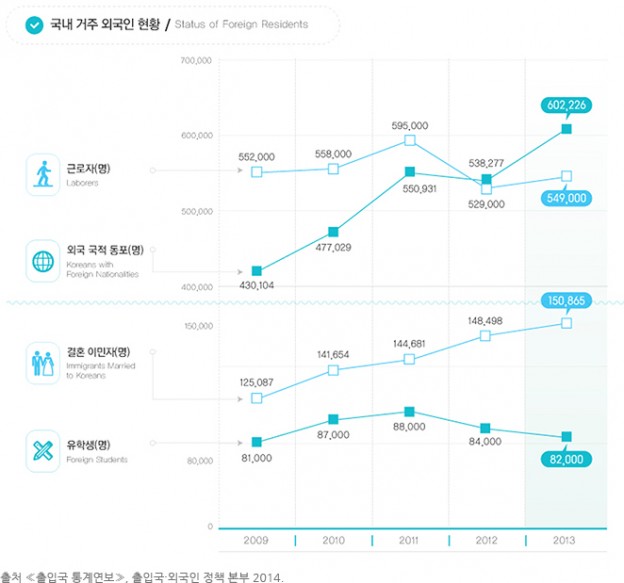 국내 거주 외국인 현황 / Status of Foreign Residents
700,000
600,000
500,000
400,000
150,000
80,000
0
근로자(명)
Laborers
외국 국적 동포(명)
Koreans with
Foreign Nationalities
결혼 이민자(명)
Immigrants Married
to Koreans
유학생(명)
Foreign Students
552,000
558,000
595,000
529,000
549,000
430,104
477,029
550,931
538,277
602,226
125,087
141,654
144,681
148,498
150,865
81,000
87,000
88,000
84,000
82,000
2009
2010
2011
2012
2013
출처 ≪출입국 통계연보≫, 출입국·외국인 정책 본부 2014.